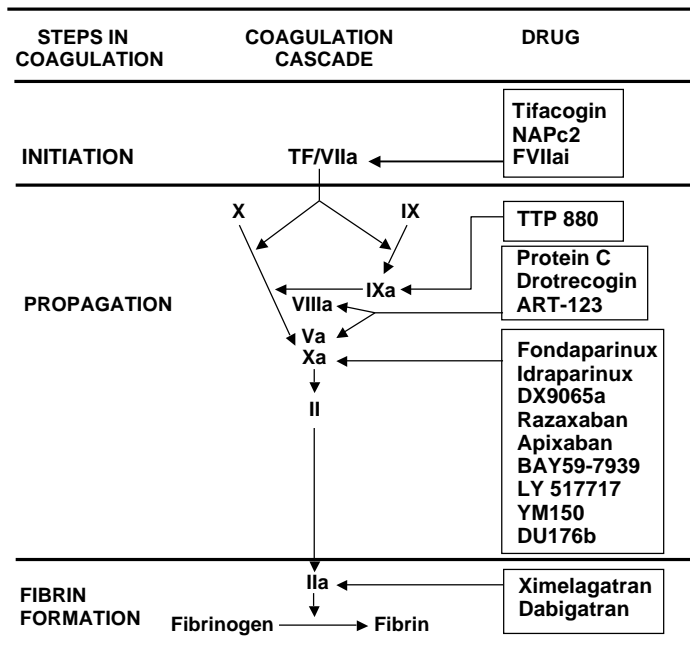 STEPS IN
COAGULATION
COAGULATION
CASCADE
DRUG
INITIATION
TF/VIIa
Tifacogin
NAPc2
FVIIai
PROPAGATION
X
IX
IXa
VIIIa
Va
Xa
II
TTP 880
Protein C
Drotrecogin
ART-123
Fondaparinux
Idraparinux
DX9065a
Razaxaban
Apixaban
BAY59-7939
LY 517717
YM150
DU176b
FIBRIN
FORMATION
IIa
Fibrinogen
Fibrin
Ximelagatran
Dabigatran